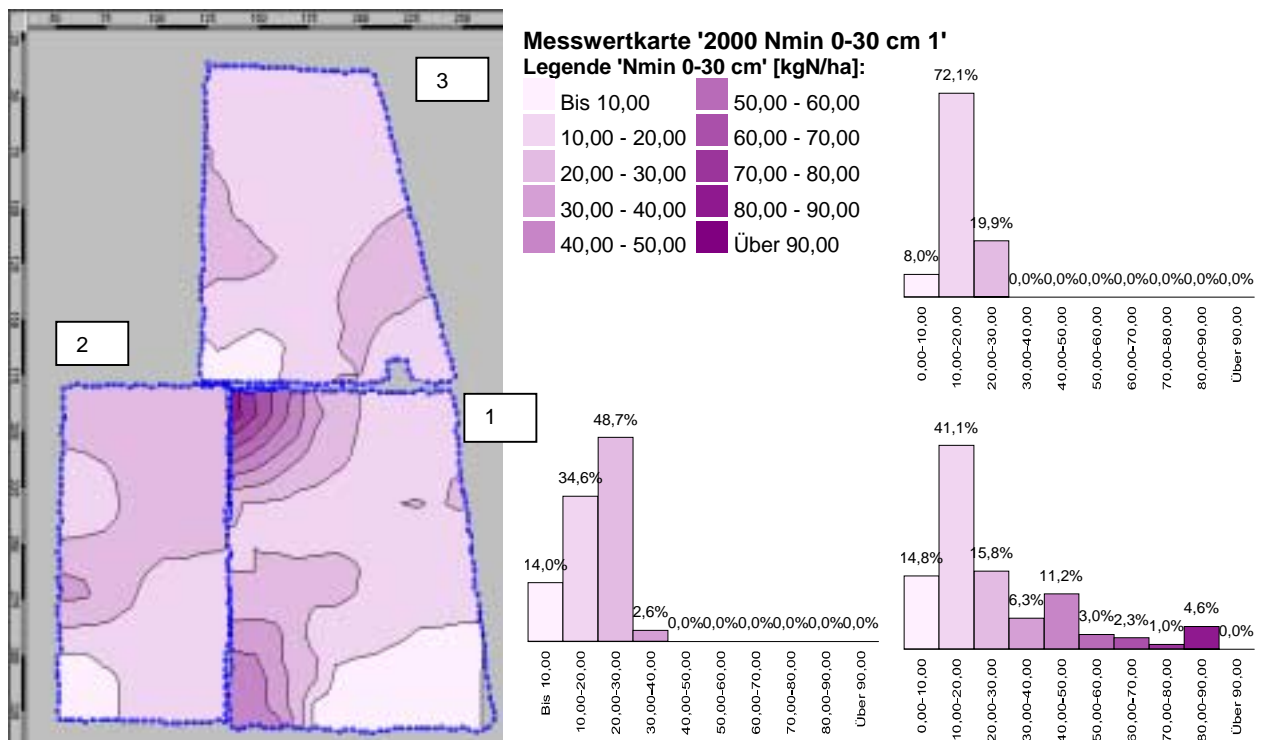 3
2
1
Messwertkarte '2000 Nmin 0-30 cm 1'
Legende 'Nmin 0-30 cm' [kgN/ha]:
Bis 10,00
10,00 - 20,00
20,00 - 30,00
30,00 - 40,00
40,00 - 50,00
50,00 - 60,00
60,00 - 70,00
70,00 - 80,00
80,00 - 90,00
Über 90,00
8,0% 72,1% 19,9% 0,0% 0,0% 0,0% 0,0% 0,0% 0,0% 0,0%
0,00-10,00
10,00-20,00
20,00-30,00
30,00-40,00
40,00-50,00
50,00-60,00
60,00-70,00
70,00-80,00
80,00-90,00
Über 90,00
14,0% 34,6% 48,7% 2,6% 0,0% 0,0% 0,0% 0,0% 0,0% 0,0%
Bis 10,00
10,00-20,00
20,00-30,00
30,00-40,00
40,00-50,00
50,00-60,00
60,00-70,00
70,00-80,00
80,00-90,00
Über 90,00
14,8% 41,1% 15,8% 6,3% 11,2% 3,0% 2,3% 1,0% 4,6% 0,0%
0,00-10,00
10,00-20,00
20,00-30,00
30,00-40,00
40,00-50,00
50,00-60,00
60,00-70,00
70,00-80,00
80,00-90,00
Über 90,00